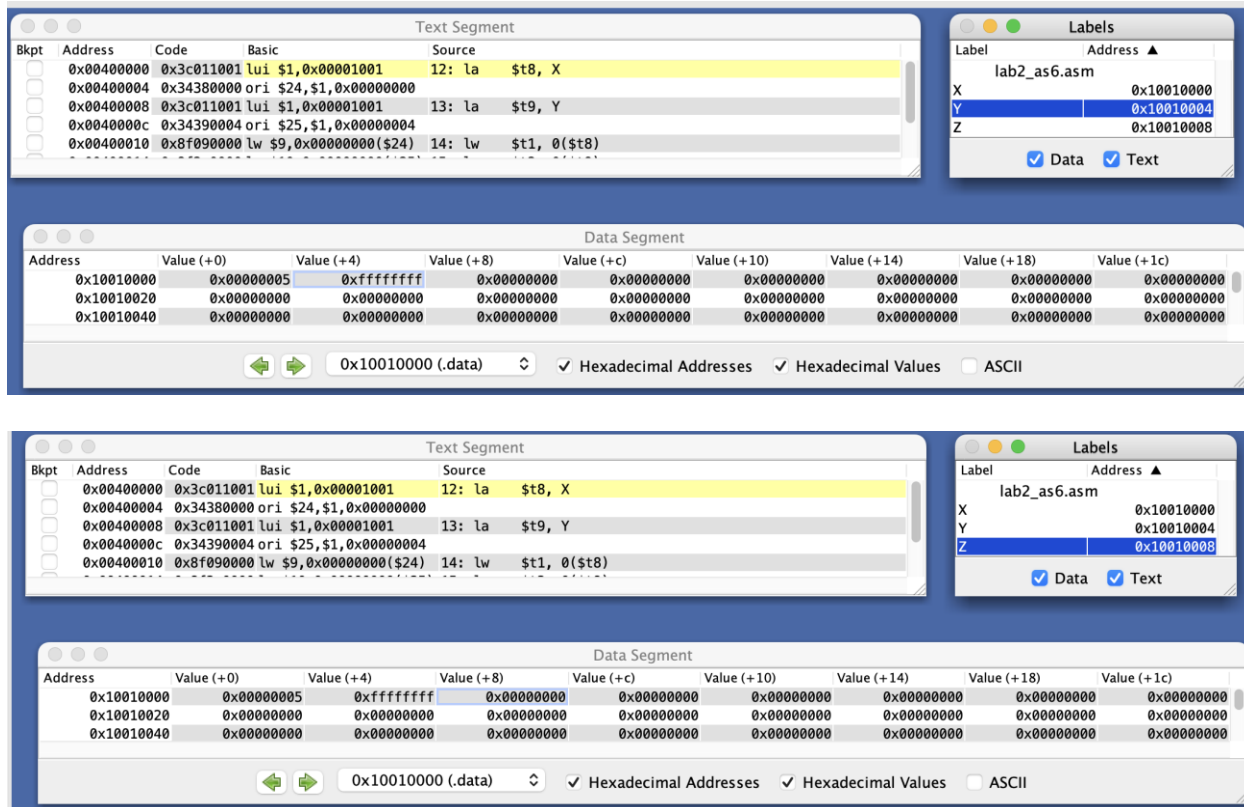 Text Segment
Bkpt Address Code Basic Source
0x00400000 0x3c011001 lui $1,0x00001001 12: la $t8, X
0x00400004 0x34380000 ori $24,$1,0x00000000
0x00400008 0x3c011001 lui $1,0x00001001 13: la $t9, Y
0x0040000c 0x34390004 ori $25,$1,0x00000004
0x00400010 0x8f090000 lw $9,0x00000000($24) 14: lw $t1, 0($t8)
Labels
Label Address ▲
lab2_as6.asm
X 0x10010000
Y 0x10010004
Z 0x10010008
Data Text
Data Segment
Address Value (+0) Value (+4) Value (+8) Value (+c) Value (+10) Value (+14) Value (+18) Value (+1c)
0x10010000 0x00000005 0xffffffff 0x00000000 0x00000000 0x00000000 0x00000000 0x00000000 0x00000000
0x10010020 0x00000000 0x00000000 0x00000000 0x00000000 0x00000000 0x00000000 0x00000000 0x00000000
0x10010040 0x00000000 0x00000000 0x00000000 0x00000000 0x00000000 0x00000000 0x00000000 0x00000000
0x10010000 (.data) Hexadecimal Addresses Hexadecimal Values ASCII
Text Segment
Bkpt Address Code Basic Source
0x00400000 0x3c011001 lui $1,0x00001001 12: la $t8, X
0x00400004 0x34380000 ori $24,$1,0x00000000
0x00400008 0x3c011001 lui $1,0x00001001 13: la $t9, Y
0x0040000c 0x34390004 ori $25,$1,0x00000004
0x00400010 0x8f090000 lw $9,0x00000000($24) 14: lw $t1, 0($t8)
Labels
Label Address ▲
lab2_as6.asm
X 0x10010000
Y 0x10010004
Z 0x10010008
Data Text
Data Segment
Address Value (+0) Value (+4) Value (+8) Value (+c) Value (+10) Value (+14) Value (+18) Value (+1c)
0x10010000 0x00000005 0xffffffff 0x00000000 0x00000000 0x00000000 0x00000000 0x00000000 0x00000000
0x10010020 0x00000000 0x00000000 0x00000000 0x00000000 0x00000000 0x00000000 0x00000000 0x00000000
0x10010040 0x00000000 0x00000000 0x00000000 0x00000000 0x00000000 0x00000000 0x00000000 0x00000000
0x10010000 (.data) Hexadecimal Addresses Hexadecimal Values ASCII